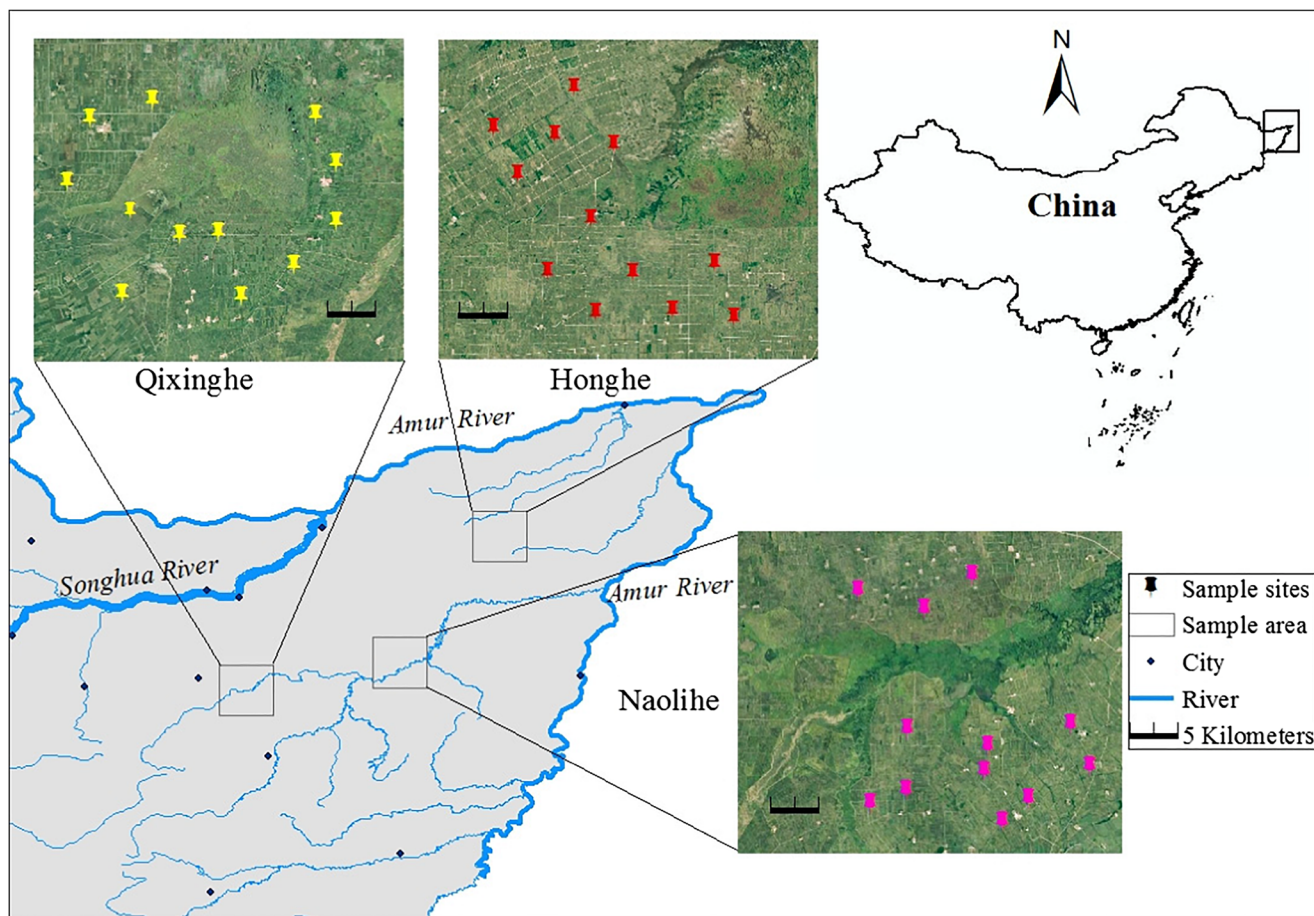 N
China
Qixinghe
Honghe
Amur River
Songhua River
Amur River
Naolihe
Sample sites
Sample area
City
River
5 Kilometers